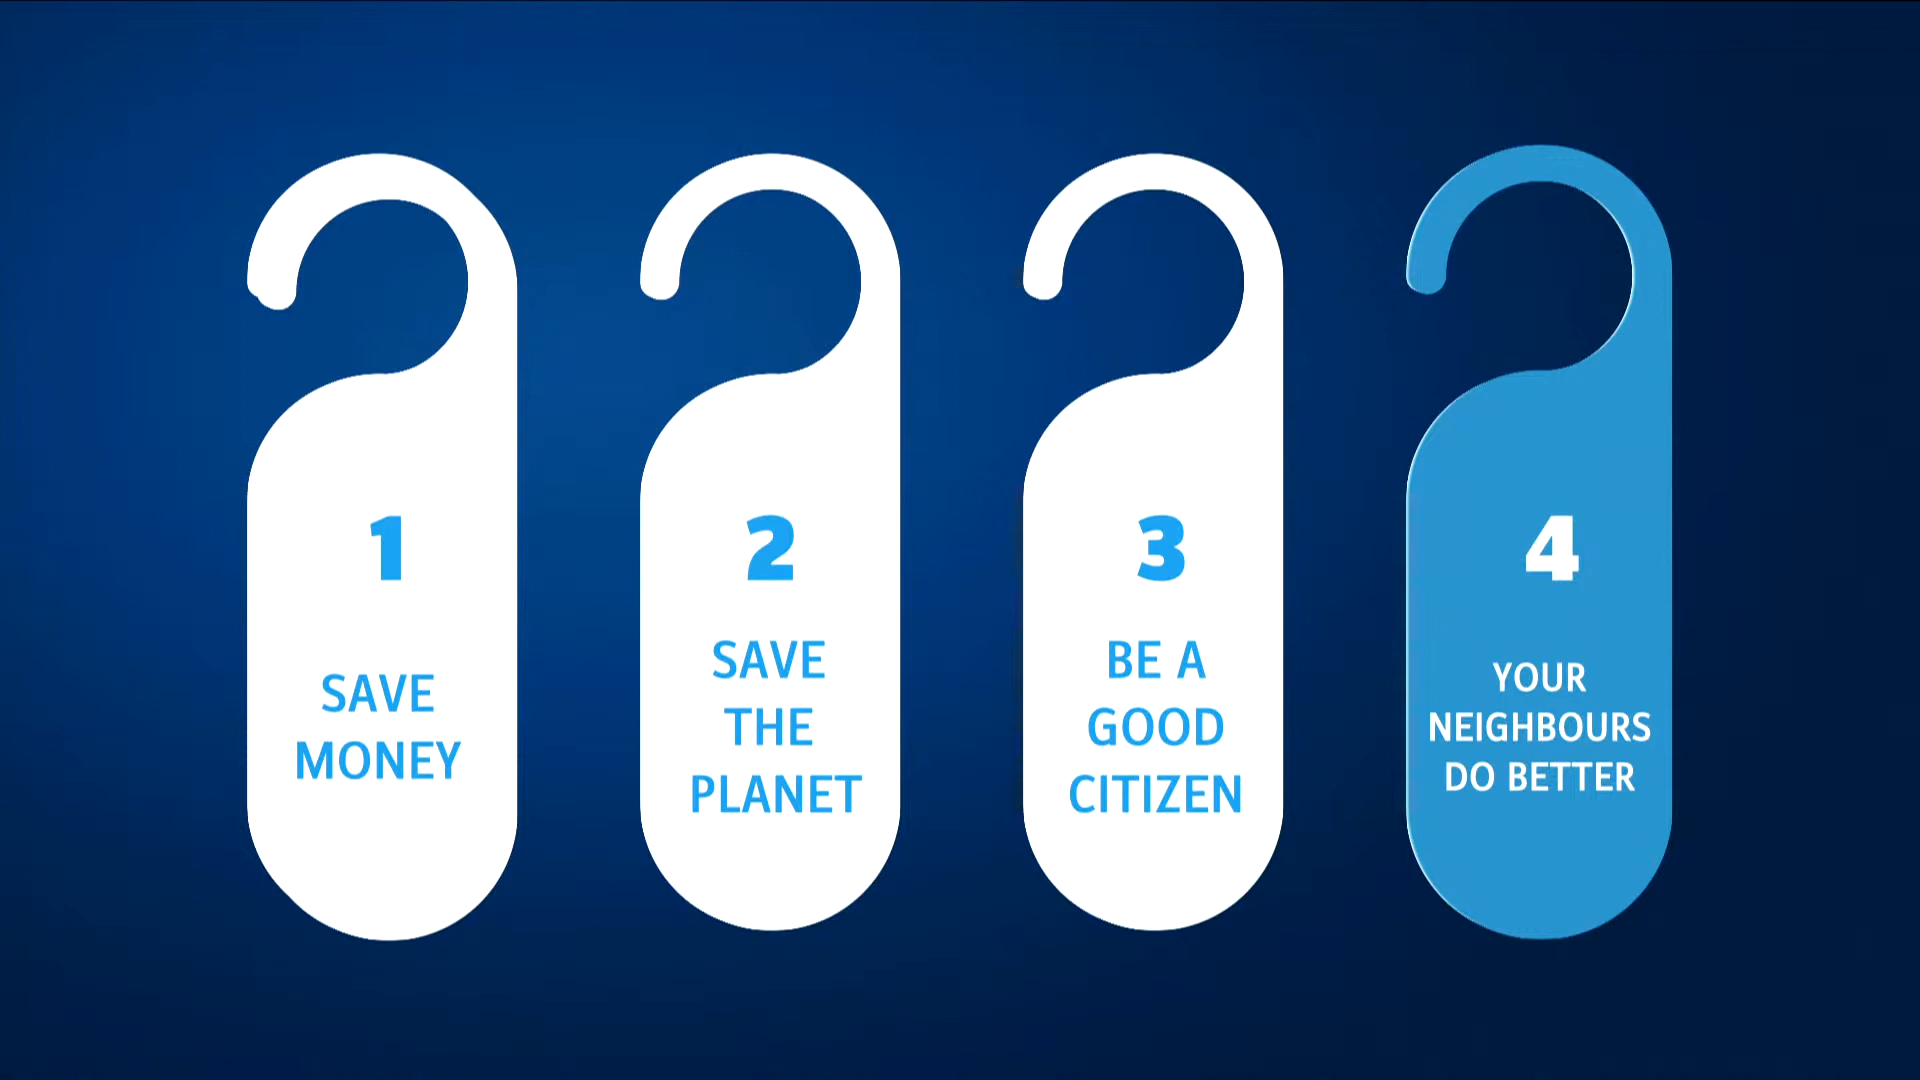 1
SAVE
MONEY
2
SAVE
THE
PLANET
3
BE A
GOOD
CITIZEN
4
YOUR
NEIGHBOURS
DO BETTER